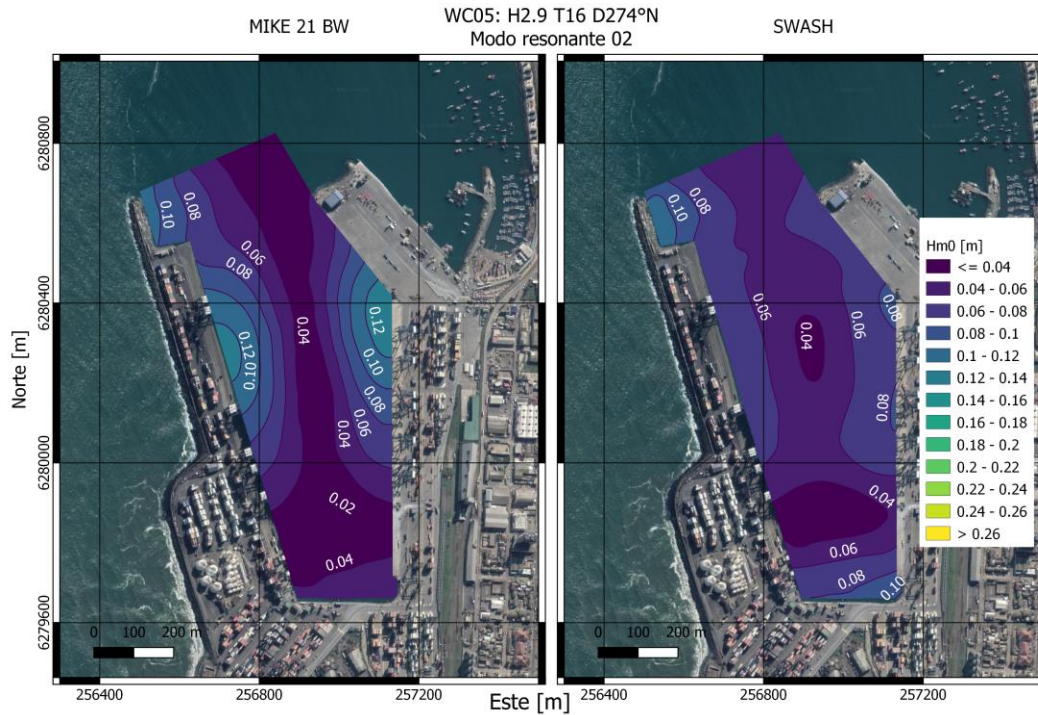 WC05: H2.9 T16 D274°N
MIKE 21 BW
SWASH
Modo resonante 02
6280800
6280400
6280000
6279600
Norte [m]
0.10
0.08
0.06
0.08
0.12
0.10
0.04
0.12
0.10
0.08
0.06
0.04
0.02
0.04
0 100 200 m
256400
256800
257200
0.10
0.08
0.06
0.04
0.06
0.08
0.08
0.04
0.06
0.08
0.10
0 100 200 m
256400
256800
257200
Este [m]
Hm0 [m]
<= 0.04
0.04 - 0.06
0.06 - 0.08
0.08 - 0.1
0.1 - 0.12
0.12 - 0.14
0.14 - 0.16
0.16 - 0.18
0.18 - 0.2
0.2 - 0.22
0.22 - 0.24
0.24 - 0.26
> 0.26